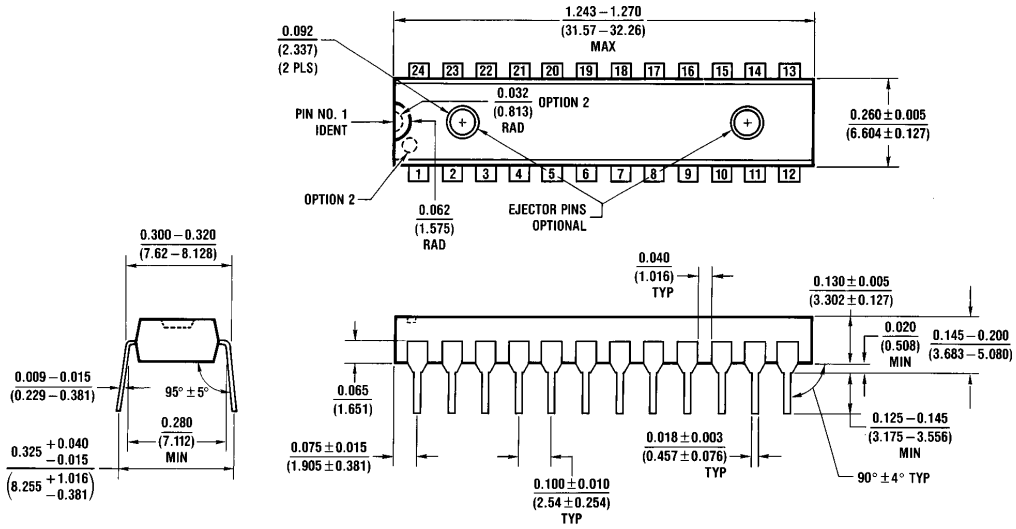 1.243 – 1.270
(31.57 – 32.26)
MAX
0.092
(2.337)
(2 PLS)
24 23 22 21 20 19 18 17 16 15 14 13
0.032
(0.813)
RAD
OPTION 2
PIN NO. 1
IDENT
0.260 ± 0.005
(6.604 ± 0.127)
1 2 3 4 5 6 7 8 9 10 11 12
OPTION 2
0.062
(1.575)
RAD
EJECTOR PINS
OPTIONAL
0.300 – 0.320
(7.62 – 8.128)
0.040
(1.016)
TYP
0.130 ± 0.005
(3.302 ± 0.127)
0.020
(0.508)
MIN
0.145 – 0.200
(3.683 – 5.080)
0.009 – 0.015
(0.229 – 0.381)
95° ± 5°
0.280
(7.112)
MIN
0.325 + 0.040
– 0.015
(8.255 + 1.016
– 0.381)
0.065
(1.651)
0.075 ± 0.015
(1.905 ± 0.381)
0.100 ± 0.010
(2.54 ± 0.254)
TYP
0.018 ± 0.003
(0.457 ± 0.076)
TYP
0.125 – 0.145
(3.175 – 3.556)
MIN
90° ± 4° TYP